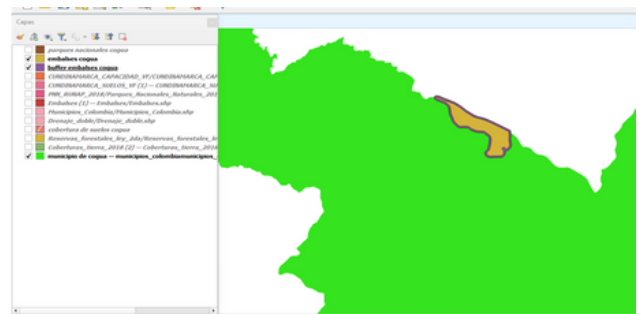 Capas
parques nacionales cogua
embalses cogua
buffer embalses cogua
CUNDINAMARCA_CAPACIDAD_VF/CUNDINAMARCA_CAP
CUNDINAMARCA_SUELOS_VF (1) — CUNDINAMARCA_SU
PNN_RUNAP_2018/Parques_Nacionales_Naturales_201
Embalses (1) — Embalses/Embalses.shp
Municipios_Colombia/Municipios_Colombia.shp
Drenaje_doble/Drenaje_doble.shp
cobertura de suelos cogua
Reservas_forestales_ley_2da/Reservas_forestales_le
Coberturas_tierra_2018 (2) — Coberturas_tierra_2018
municipio de cogua — municipios_colombiamunicipios_